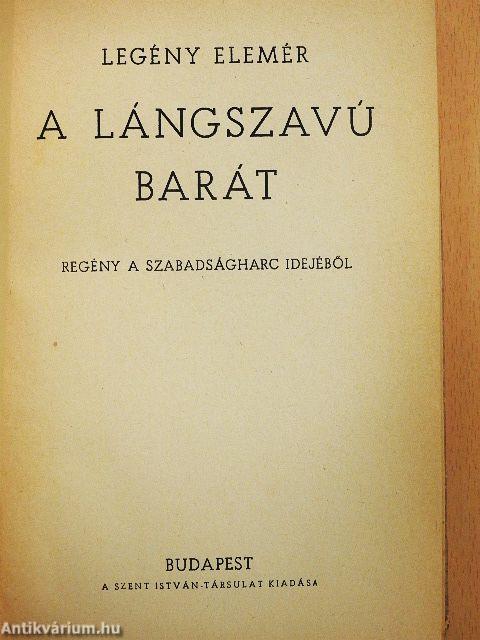 LEGÉNY ELEMÉR
A LÁNGSZAVÚ
BARÁT
REGÉNY A SZABADSÁGHARC IDEJÉBŐL
BUDAPEST
A SZENT ISTVÁN-TÁRSULAT KIADÁSA
Antikvárium.hu